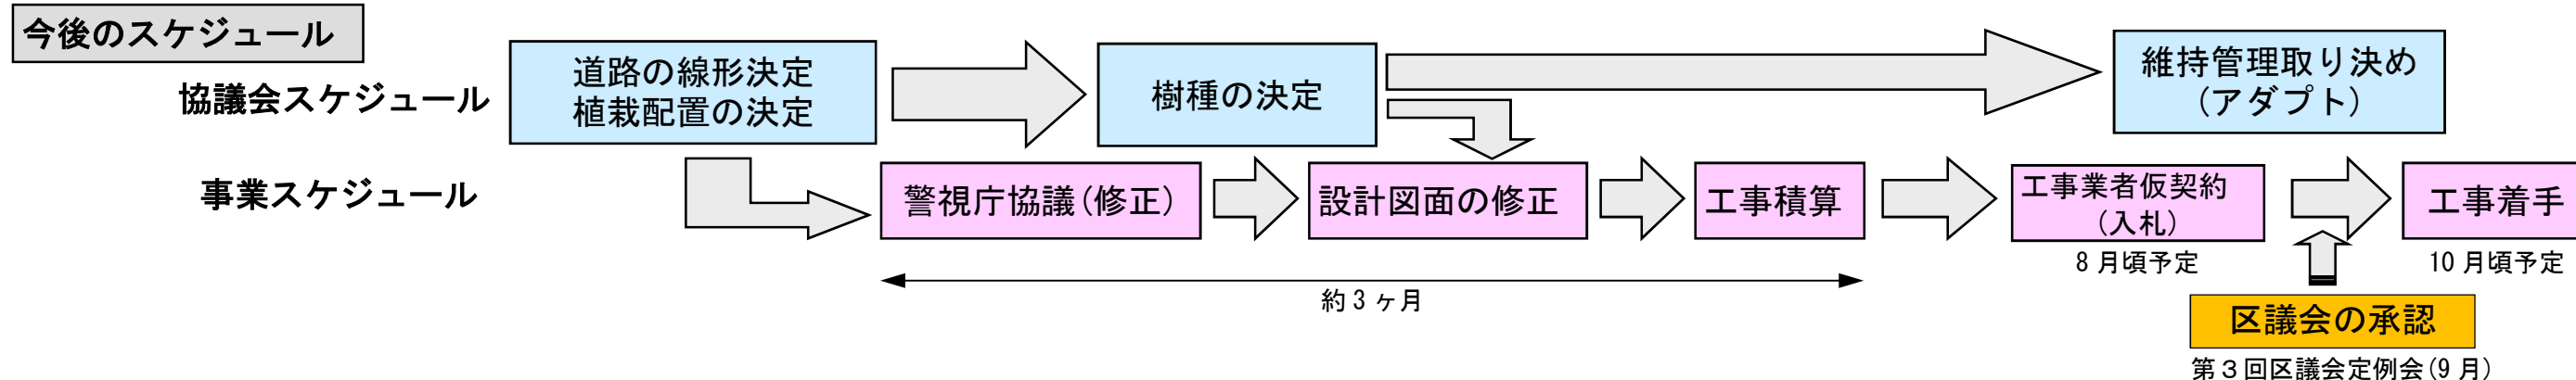 今後のスケジュール
協議会スケジュール
道路の線形決定
植栽配置の決定
樹種の決定
維持管理取り決め
(アダプト)
事業スケジュール
警視庁協議(修正)
設計図面の修正
工事積算
工事業者仮契約
(入札)
8月頃予定
工事着手
10月頃予定
約3ヶ月
区議会の承認
第3回区議会定例会(9月)